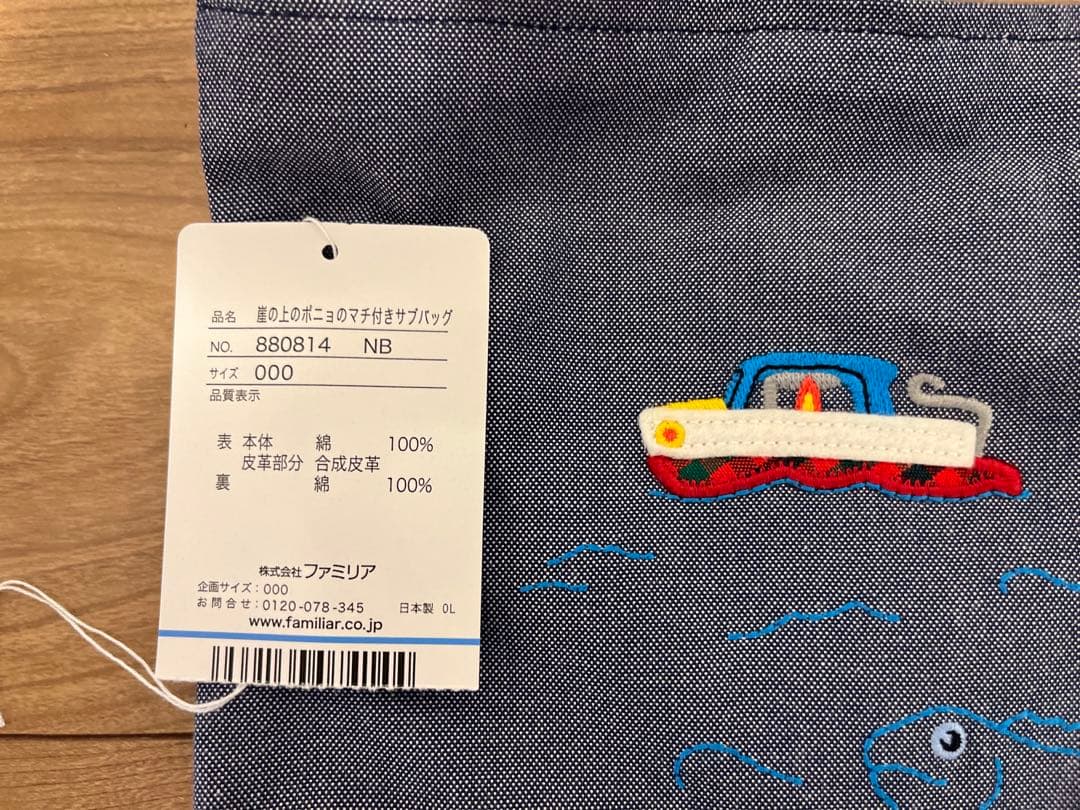 品名 崖の上のポニョのマチ付きサブバッグ
NO. 880814 NB
サイズ 000
品質表示
表 本体 綿 100%
皮革部分 合成皮革
裏 綿 100%
株式会社ファミリア
企画サイズ:000
お問合せ:0120-078-345 日本製 0L
www.familiar.co.jp